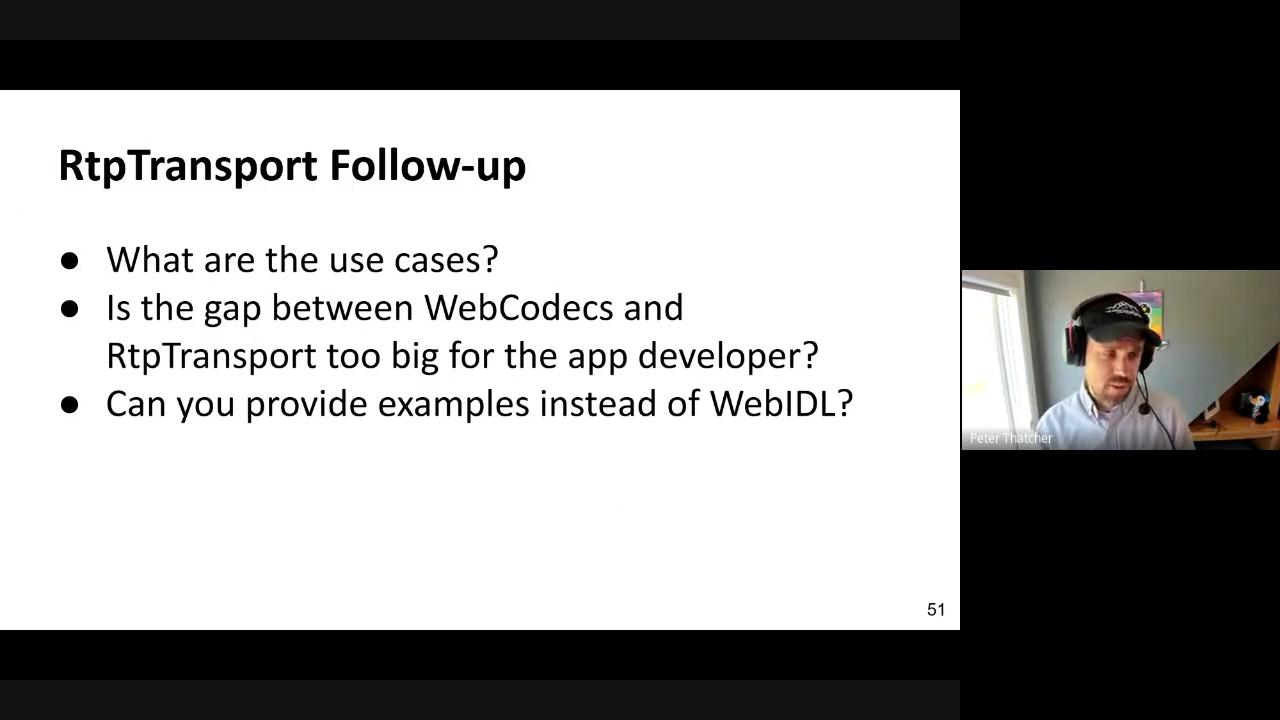 RtpTransport Follow-up
● What are the use cases?
● Is the gap between WebCodecs and
RtpTransport too big for the app developer?
● Can you provide examples instead of WebIDL?
51
Peter Thatcher